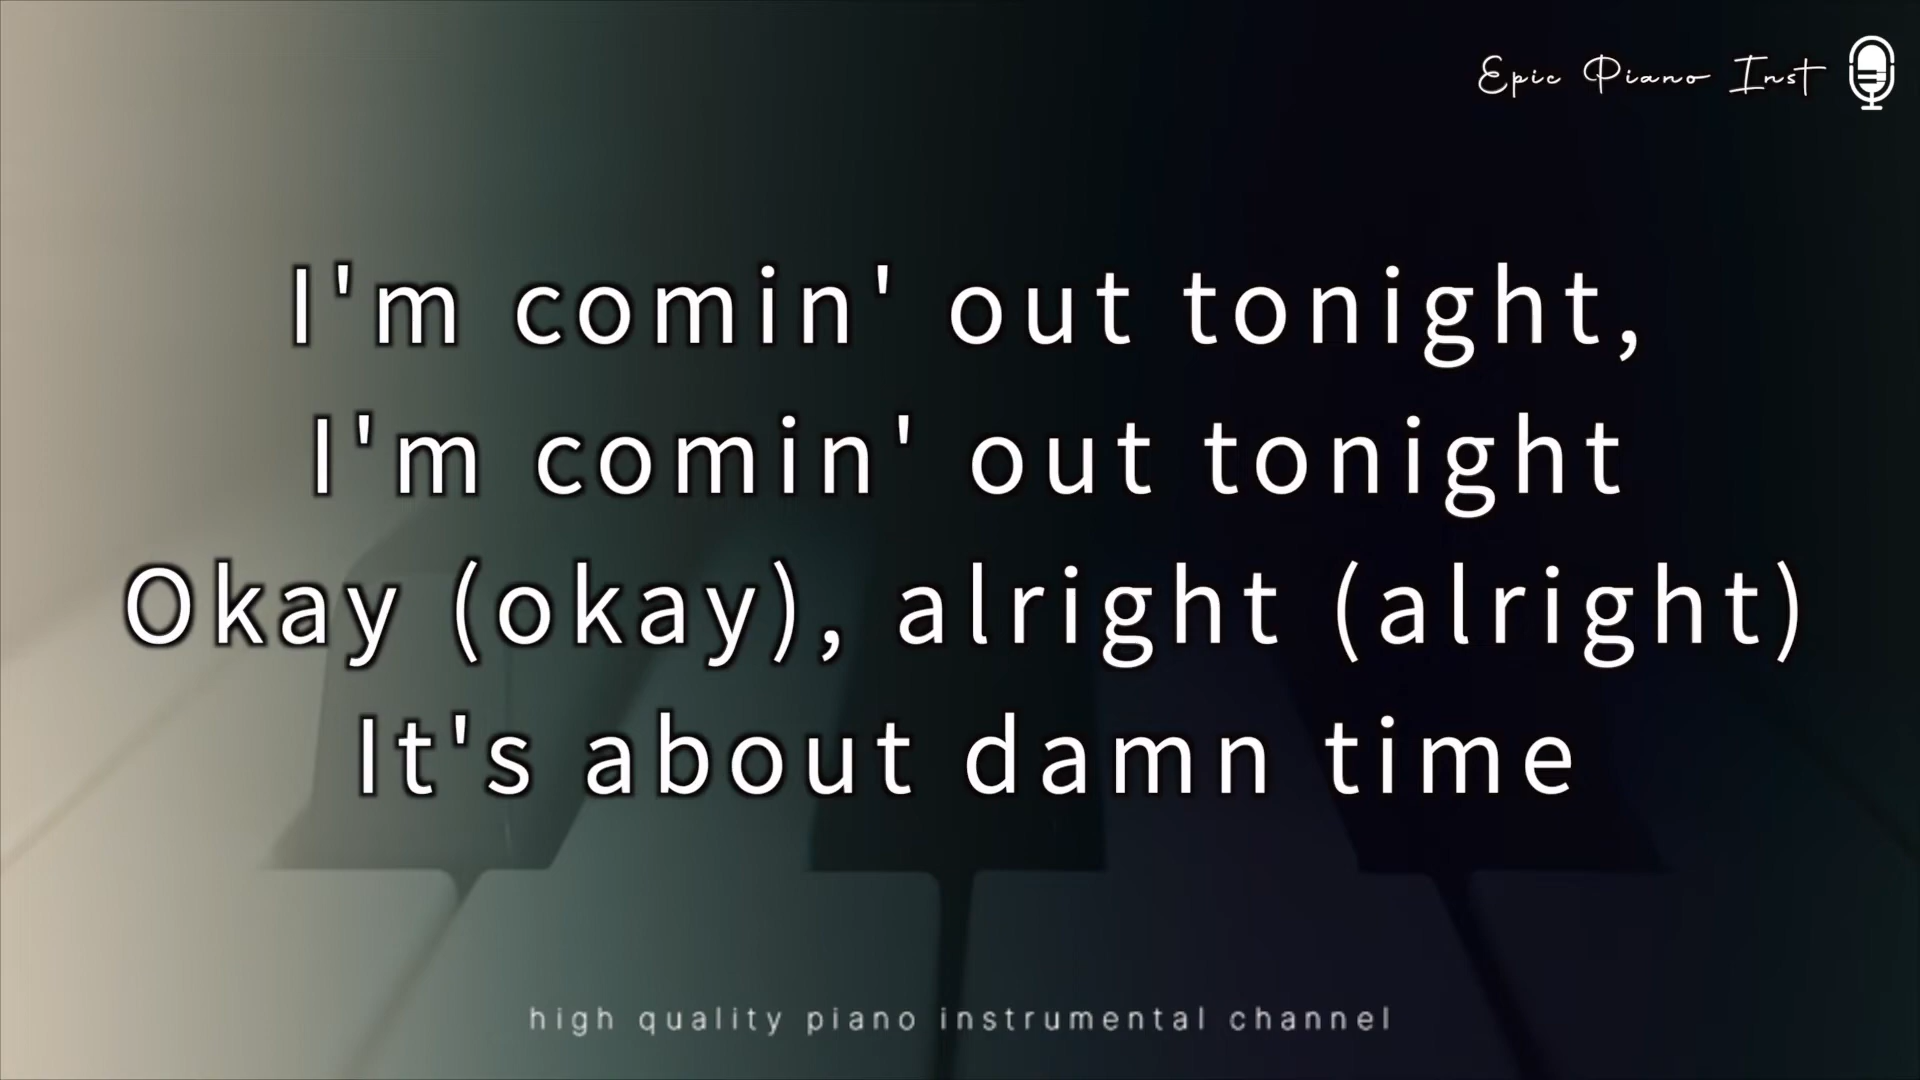 Epic Piano Inst
I'm comin' out tonight,
I'm comin' out tonight
Okay (okay), alright (alright)
It's about damn time
high quality piano instrumental channel